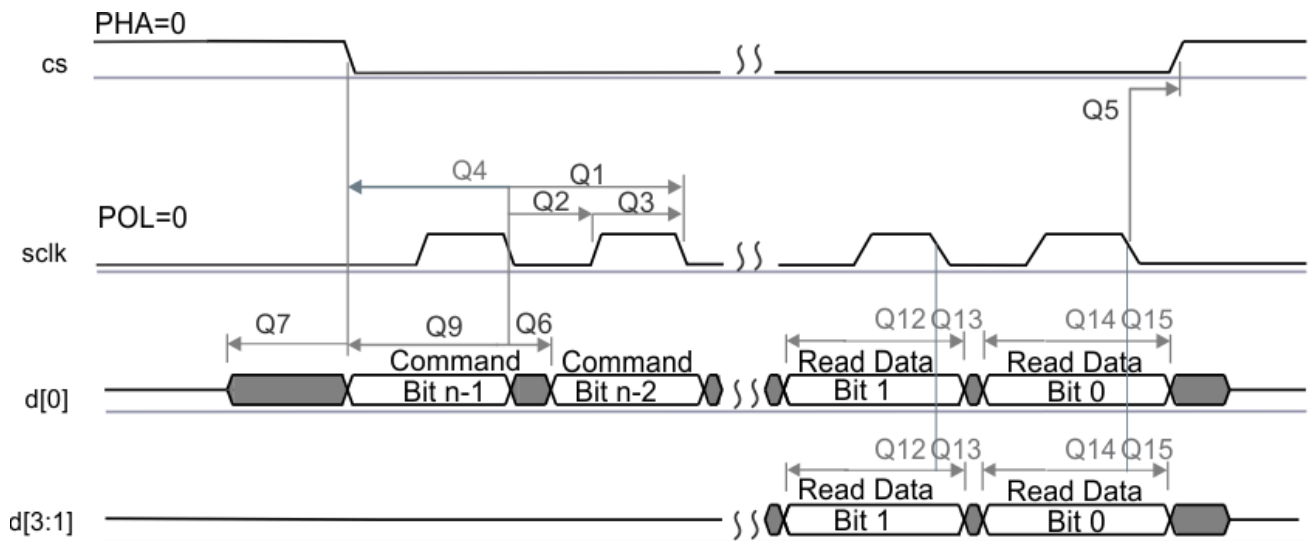 PHA=0
cs
Q5
Q4 Q1
Q2 Q3
POL=0
sclk
Q7 Q9 Q6 Q12 Q13 Q14 Q15
Command Command Read Data Read Data
d[0] Bit n-1 Bit n-2 Bit 1 Bit 0
Q12 Q13 Q14 Q15
Read Data Read Data
d[3:1] Bit 1 Bit 0